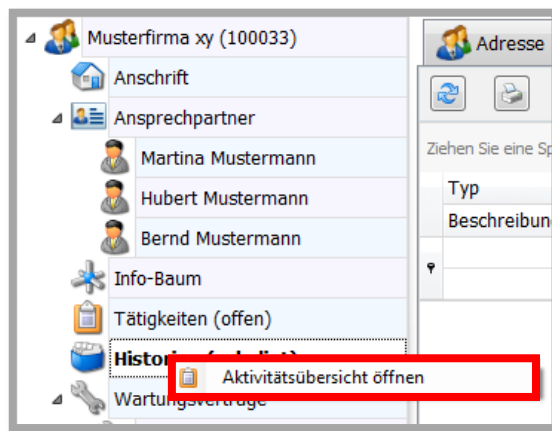 Musterfirma xy (100033)
Anschrift
Ansprechpartner
Martina Mustermann
Hubert Mustermann
Bernd Mustermann
Info-Baum
Tätigkeiten (offen)
Aktivitätsübersicht öffnen
Wartungsverträge
Adresse
Ziehen Sie eine Sp
Typ
Beschreibun